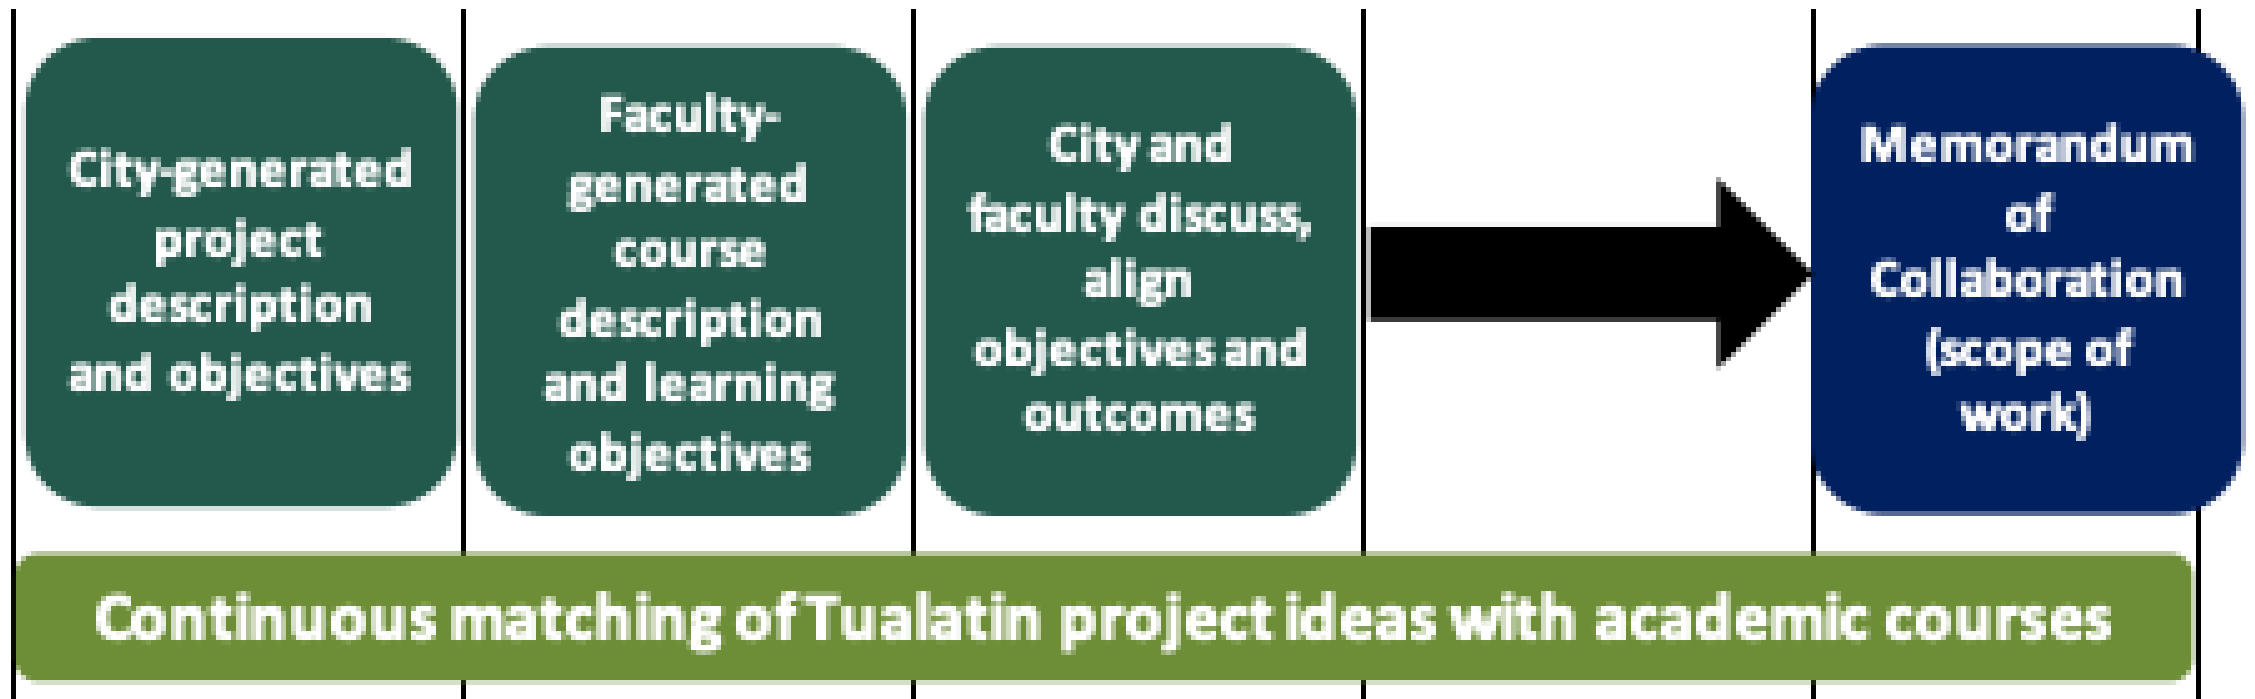 City-generated
project
description
and objectives
Faculty-
generated
course
description
and learning
objectives
City and
faculty discuss,
align
objectives and
outcomes
Memorandum
of
Collaboration
(scope of
work)
Continuous matching of Tualatin project ideas with academic courses